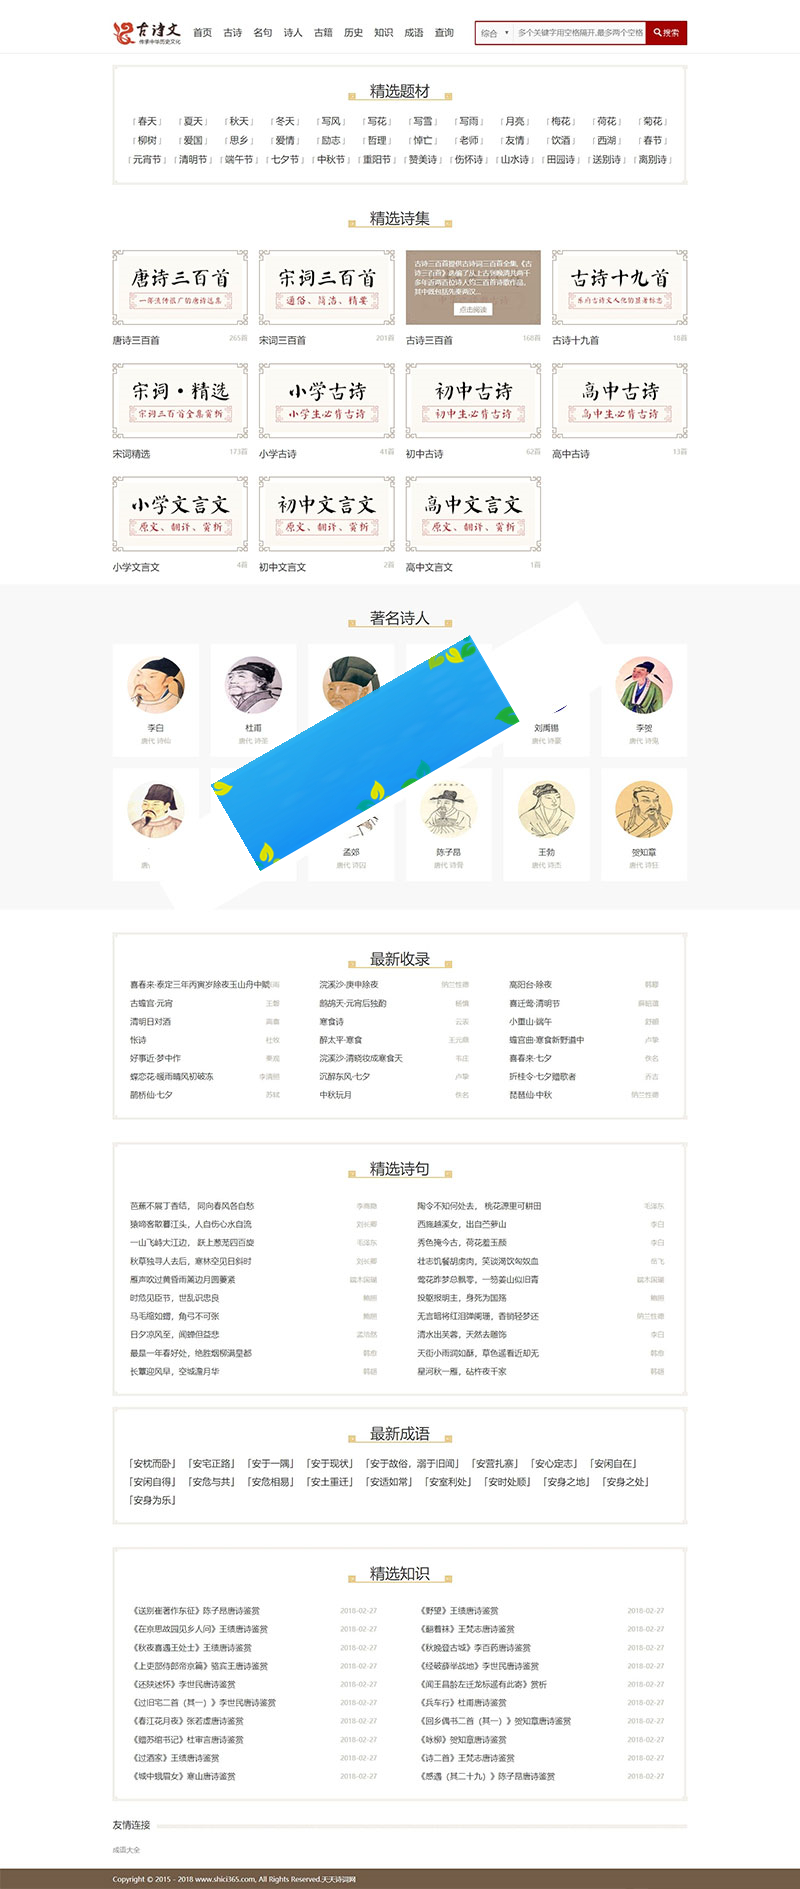 古诗文
传承中华历史文化
首页 古诗 名句 诗人 古籍 历史 知识 成语 查询
综合 多个关键字用空格隔开,最多两个空格 搜索
精选题材
「春天」 「夏天」 「秋天」 「冬天」 「写风」 「写花」 「写雪」 「写雨」 「月亮」 「梅花」 「荷花」 「菊花」
「柳树」 「爱国」 「思乡」 「爱情」 「励志」 「哲理」 「悼亡」 「老师」 「友情」 「饮酒」 「西湖」 「春节」
「元宵节」 「清明节」 「端午节」 「七夕节」 「中秋节」 「重阳节」 「赞美诗」 「伤怀诗」 「山水诗」 「田园诗」 「送别诗」 「离别诗」
精选诗集
唐诗三百首
一部流传很广的唐诗选集
宋词三百首
通俗、简洁、精要
古诗三百首提供古诗词三百首全集,《古
点击阅读
古诗十九首
唐诗三百首 265首
宋词三百首 201首
古诗三百首 168首
古诗十九首 18首
宋词·精选
宋词三百首全集赏析
小学古诗
小学生必背古诗
初中古诗
初中生必背古诗
高中古诗
高中生必背古诗
宋词精选 173首
小学古诗 41首
初中古诗 62首
高中古诗 13首
小学文言文
原文、翻译、赏析
初中文言文
原文、翻译、赏析
高中文言文
原文、翻译、赏析
小学文言文 4首
初中文言文 2首
高中文言文 1首
著名诗人
李白
唐代 诗仙
杜甫
唐代 诗圣
刘禹锡
唐代 诗豪
李贺
唐代 诗鬼
孟郊
唐代 诗囚
陈子昂
唐代 诗骨
王勃
唐代 诗杰
贺知章
唐代 诗狂
最新收录
喜春来·泰定三年丙寅岁除夜玉山舟中赋
浣溪沙·庚申除夜 纳兰性德
高阳台·除夜 韩疁
古蟾宫·元宵 王磐
鹧鸪天·元宵后独酌 杨慎
喜迁莺·清明节 薛昭蕴
清明日对酒 高翥
寒食诗 云表
小重山·端午 舒頔
怅诗 杜牧
醉太平·寒食 王元鼎
蟾宫曲·寒食新野道中 卢挚
好事近·梦中作 秦观
浣溪沙·清晓妆成寒食天 韦庄
喜春来·七夕 佚名
蝶恋花·暖雨晴风初破冻 李清照
沉醉东风·七夕 卢挚
折桂令·七夕赠歌者 乔吉
鹊桥仙·七夕 苏轼
中秋玩月 佚名
琵琶仙·中秋 纳兰性德
精选诗句
芭蕉不展丁香结， 同向春风各自愁 李商隐
陶令不知何处去， 桃花源里可耕田 毛泽东
猿啼客散暮江头，人自伤心水自流 刘长卿
西施越溪女，出自苎萝山 李白
一山飞峙大江边， 跃上葱茏四百旋 毛泽东
秀色掩今古，荷花羞玉颜 李白
秋草独寻人去后，寒林空见日斜时 刘长卿
壮志饥餐胡虏肉，笑谈渴饮匈奴血 岳飞
雁声吹过黄昏雨篱边月圆蘡紧 端木国瑚
莺花昨梦总飘零，一笏姜山似旧青 端木国瑚
时危见臣节，世乱识忠良 鲍照
投躯报明主，身死为国殇 鲍照
马毛缩如蝟，角弓不可张 鲍照
无言暗将红泪弹阑珊，香销轻梦还 纳兰性德
日夕凉风至，闻蝉但益悲 孟浩然
清水出芙蓉，天然去雕饰 李白
最是一年春好处，绝胜烟柳满皇都 韩愈
天街小雨润如酥，草色遥看近却无 韩愈
长簟迎风早，空城澹月华 韩翃
星河秋一雁，砧杵夜千家 韩翃
最新成语
「安枕而卧」 「安宅正路」 「安于一隅」 「安于现状」 「安于故俗，溺于旧闻」 「安营扎寨」 「安心定志」 「安闲自在」
「安闲自得」 「安危与共」 「安危相易」 「安土重迁」 「安适如常」 「安室利处」 「安时处顺」 「安身之地」 「安身之处」
「安身为乐」
精选知识
《送别崔著作东征》陈子昂唐诗鉴赏 2018-02-27
《野望》王绩唐诗鉴赏 2018-02-27
《在京思故园见乡人问》王绩唐诗鉴赏 2018-02-27
《翻着袜》王梵志唐诗鉴赏 2018-02-27
《秋夜喜遇王处士》王绩唐诗鉴赏 2018-02-27
《秋晚登古城》李百药唐诗鉴赏 2018-02-27
《上吏部侍郎帝京篇》骆宾王唐诗鉴赏 2018-02-27
《经破薛举战地》李世民唐诗鉴赏 2018-02-27
《还陕述怀》李世民唐诗鉴赏 2018-02-27
《闻王昌龄左迁龙标遥有此寄》赏析 2018-02-27
《过旧宅二首（其一）》李世民唐诗鉴赏 2018-02-27
《兵车行》杜甫唐诗鉴赏 2018-02-27
《春江花月夜》张若虚唐诗鉴赏 2018-02-27
《回乡偶书二首（其一）》贺知章唐诗鉴赏 2018-02-27
《赠苏绾书记》杜审言唐诗鉴赏 2018-02-27
《咏柳》贺知章唐诗鉴赏 2018-02-27
《过酒家》王绩唐诗鉴赏 2018-02-27
《诗二首》王梵志唐诗鉴赏 2018-02-27
《城中蛾眉女》寒山唐诗鉴赏 2018-02-27
《感遇（其二十九）》陈子昂唐诗鉴赏 2018-02-27
友情连接
成语大全
Copyright © 2015 - 2018 www.shici365.com, All Rights Reserved.天天诗词网